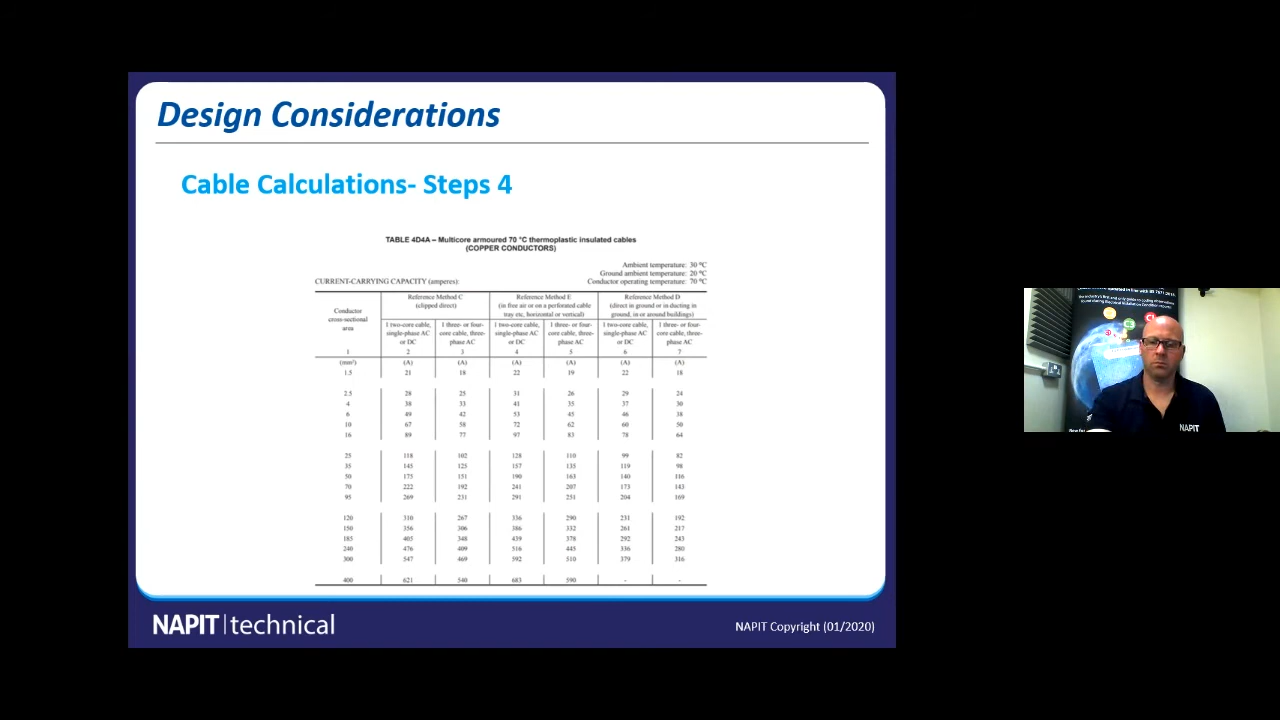 Design Considerations
Cable Calculations- Steps 4
TABLE 4D4A – Multicore armoured 70 °C thermoplastic insulated cables
(COPPER CONDUCTORS)
Ambient temperature: 30 ºC
Ground ambient temperature: 20 ºC
CURRENT-CARRYING CAPACITY (amperes): Conductor operating temperature: 70 ºC
Conductor cross-sectional area
Reference Method C (clipped direct)
Reference Method E (in free air or on a perforated cable tray etc, horizontal or vertical)
Reference Method D (direct in ground or in ducting in ground, in or around buildings)
1 two-core cable, single-phase AC or DC
1 three- or four-core cable, three-phase AC
1 two-core cable, single-phase AC or DC
1 three- or four-core cable, three-phase AC
1 two-core cable, single-phase AC or DC
1 three- or four-core cable, three-phase AC
1 2 3 4 5 6 7
(mm²) (A) (A) (A) (A) (A) (A)
1.5 21 18 22 19 22 18
2.5 28 25 31 26 29 24
4 38 33 41 35 37 30
6 49 42 53 45 46 38
10 67 58 72 62 60 50
16 89 77 97 83 78 64
25 118 102 128 110 99 82
35 145 125 157 135 119 98
50 175 151 190 163 140 116
70 222 192 241 207 173 143
95 269 231 291 251 204 169
120 310 267 336 290 231 192
150 356 306 386 332 261 217
185 405 348 439 378 292 243
240 476 409 516 445 336 280
300 547 469 592 510 379 316
400 621 540 683 590 - -
NAPIT technical
NAPIT Copyright (01/2020)
NAPIT